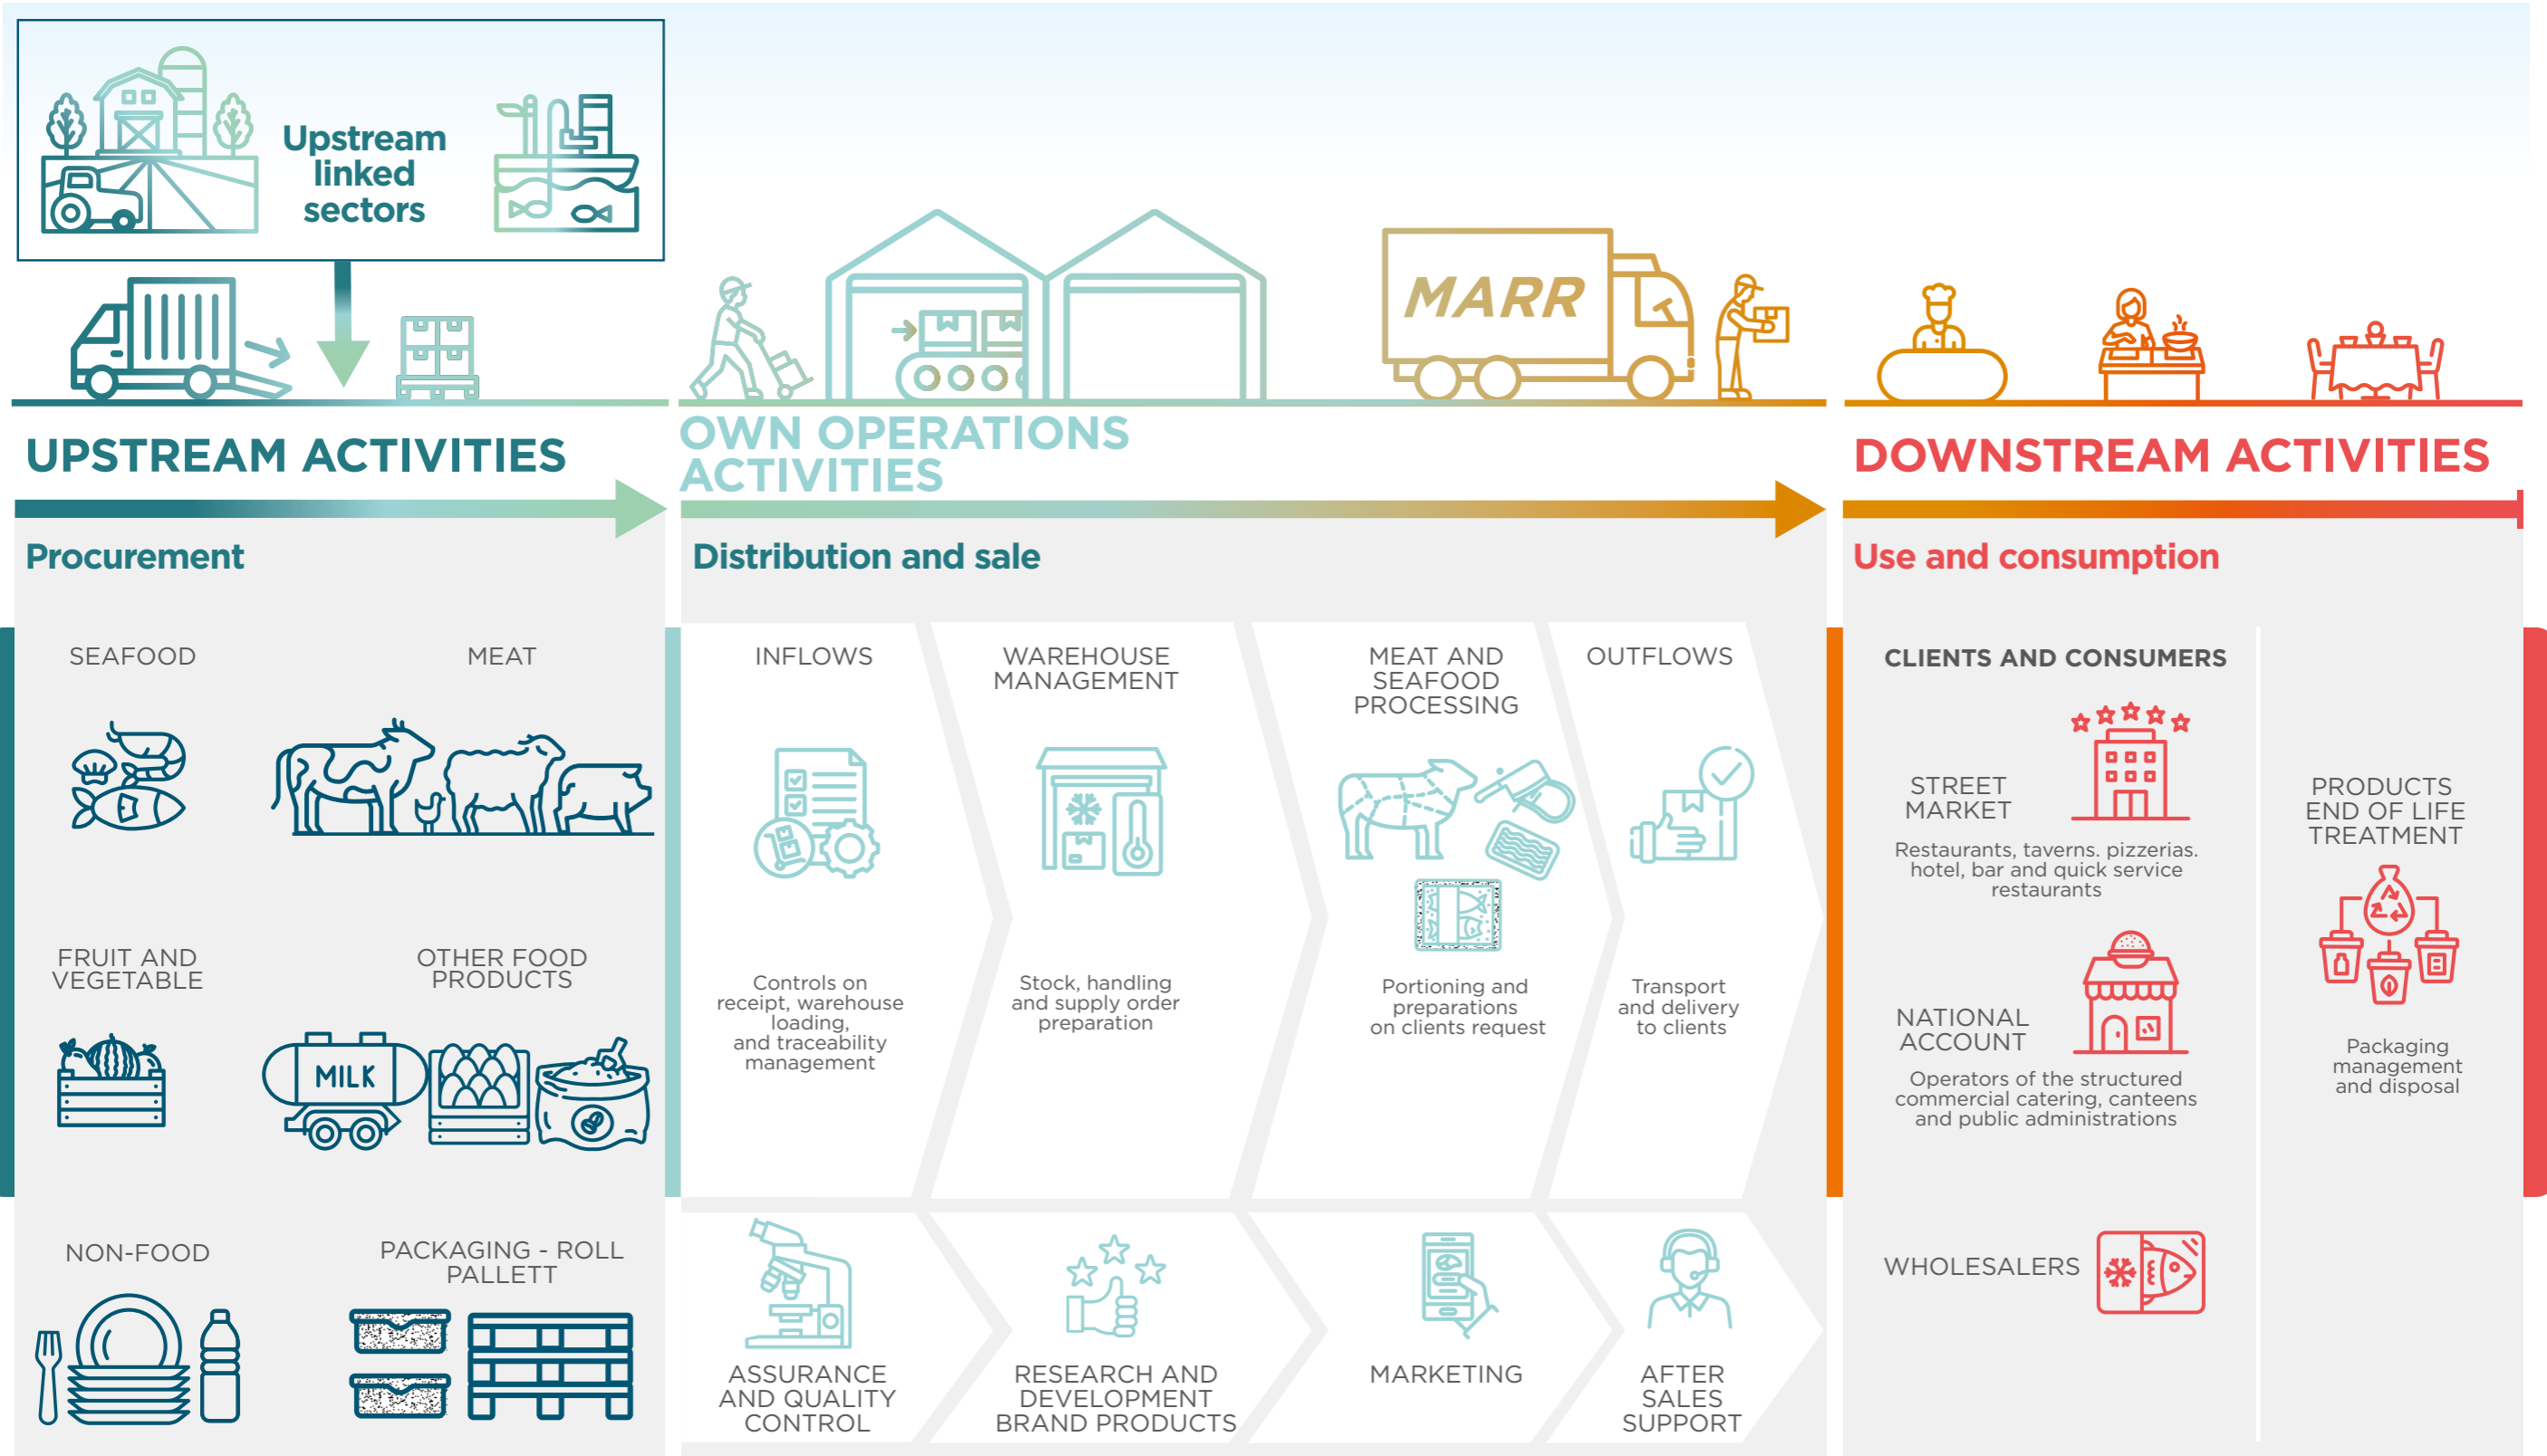 Upstream
linked
sectors
MARR
UPSTREAM ACTIVITIES
OWN OPERATIONS
ACTIVITIES
DOWNSTREAM ACTIVITIES
Procurement
Distribution and sale
Use and consumption
SEAFOOD
MEAT
FRUIT AND
VEGETABLE
OTHER FOOD
PRODUCTS
MILK
NON-FOOD
PACKAGING - ROLL
PALLETT
INFLOWS
Controls on
receipt, warehouse
loading,
and traceability
management
WAREHOUSE
MANAGEMENT
Stock, handling
and supply order
preparation
MEAT AND
SEAFOOD
PROCESSING
Portioning and
preparations
on clients request
OUTFLOWS
Transport
and delivery
to clients
ASSURANCE
AND QUALITY
CONTROL
RESEARCH AND
DEVELOPMENT
BRAND PRODUCTS
MARKETING
AFTER
SALES
SUPPORT
CLIENTS AND CONSUMERS
STREET
MARKET
Restaurants, taverns. pizzerias.
hotel, bar and quick service
restaurants
NATIONAL
ACCOUNT
Operators of the structured
commercial catering, canteens
and public administrations
WHOLESALERS
PRODUCTS
END OF LIFE
TREATMENT
Packaging
management
and disposal